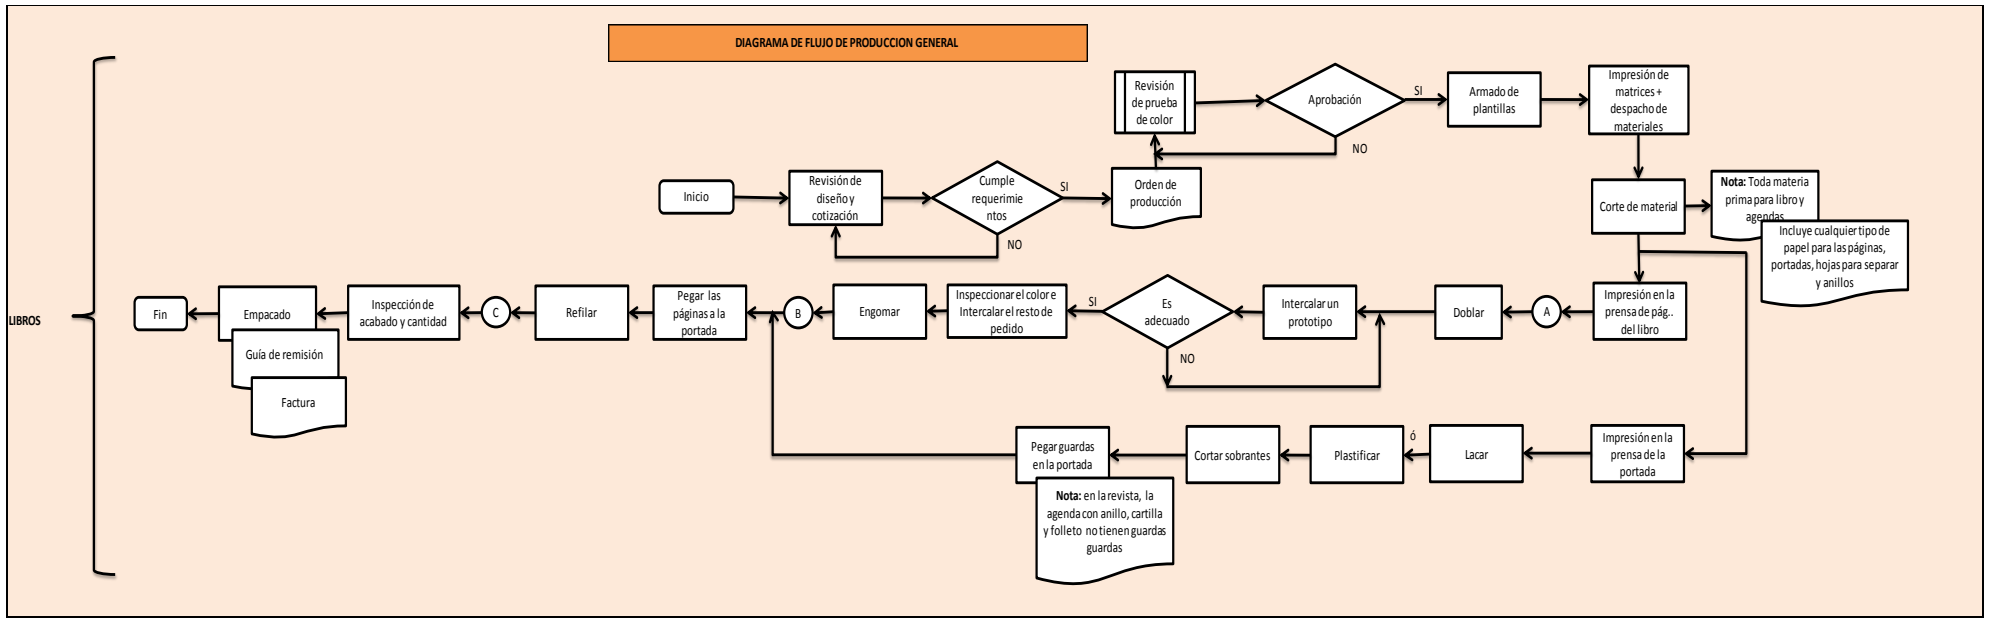 DIAGRAMA DE FLUJO DE PRODUCCION GENERAL
LIBROS
Inicio
Revisión de
diseño y
cotización
Cumple
requerimie
ntos
SI
NO
Orden de
producción
Revisión
de prueba
de color
Aprobación
SI
NO
Armado de
plantillas
Impresión de
matrices +
despacho de
materiales
Corte de material
Nota: Toda materia
prima para libro y
agendas
Incluye cualquier tipo de
papel para las páginas,
portadas, hojas para separar
y anillos
Impresión en la
prensa de pág..
del libro
A
Doblar
Intercalar un
prototipo
Es
adecuado
SI
NO
Inspeccionar el color e
Intercalar el resto de
pedido
Engomar
B
Pegar las
páginas a la
portada
Refilar
C
Inspección de
acabado y cantidad
Empacado
Guía de remisión
Factura
Fin
Impresión en la
prensa de la
portada
Lacar
ó
Plastificar
Cortar sobrantes
Pegar guardas
en la portada
Nota: en la revista, la
agenda con anillo, cartilla
y folleto no tienen guardas
guardas